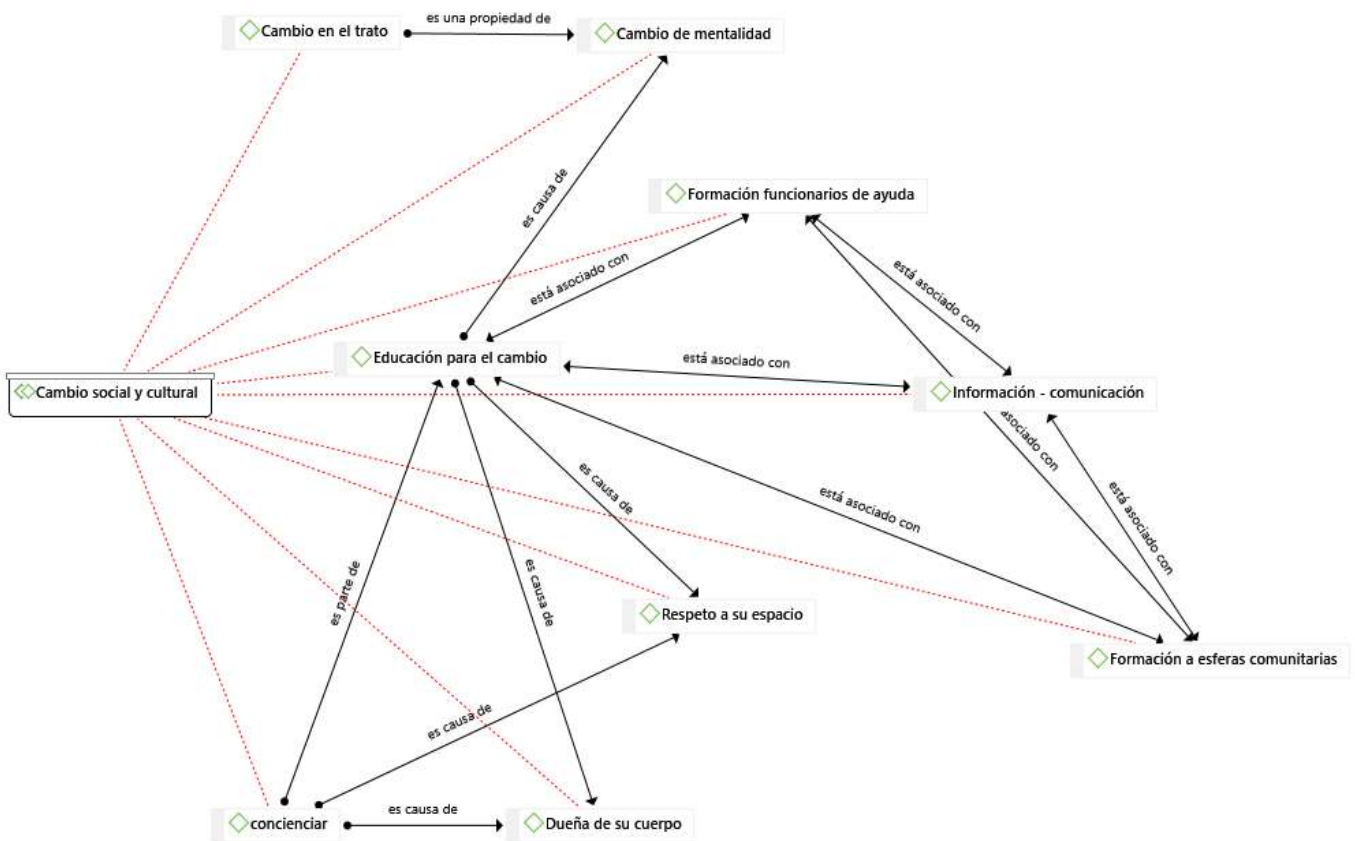 Cambio en el trato
es una propiedad de
Cambio de mentalidad
es causa de
Formación funcionarios de ayuda
está asociado con
está asociado con
Educación para el cambio
está asociado con
Cambio social y cultural
Información - comunicación
asociado con
es causa de
está asociado con
está asociado con
es parte de
es causa de
Respeto a su espacio
Formación a esferas comunitarias
es causa de
concienciar
es causa de
Dueña de su cuerpo